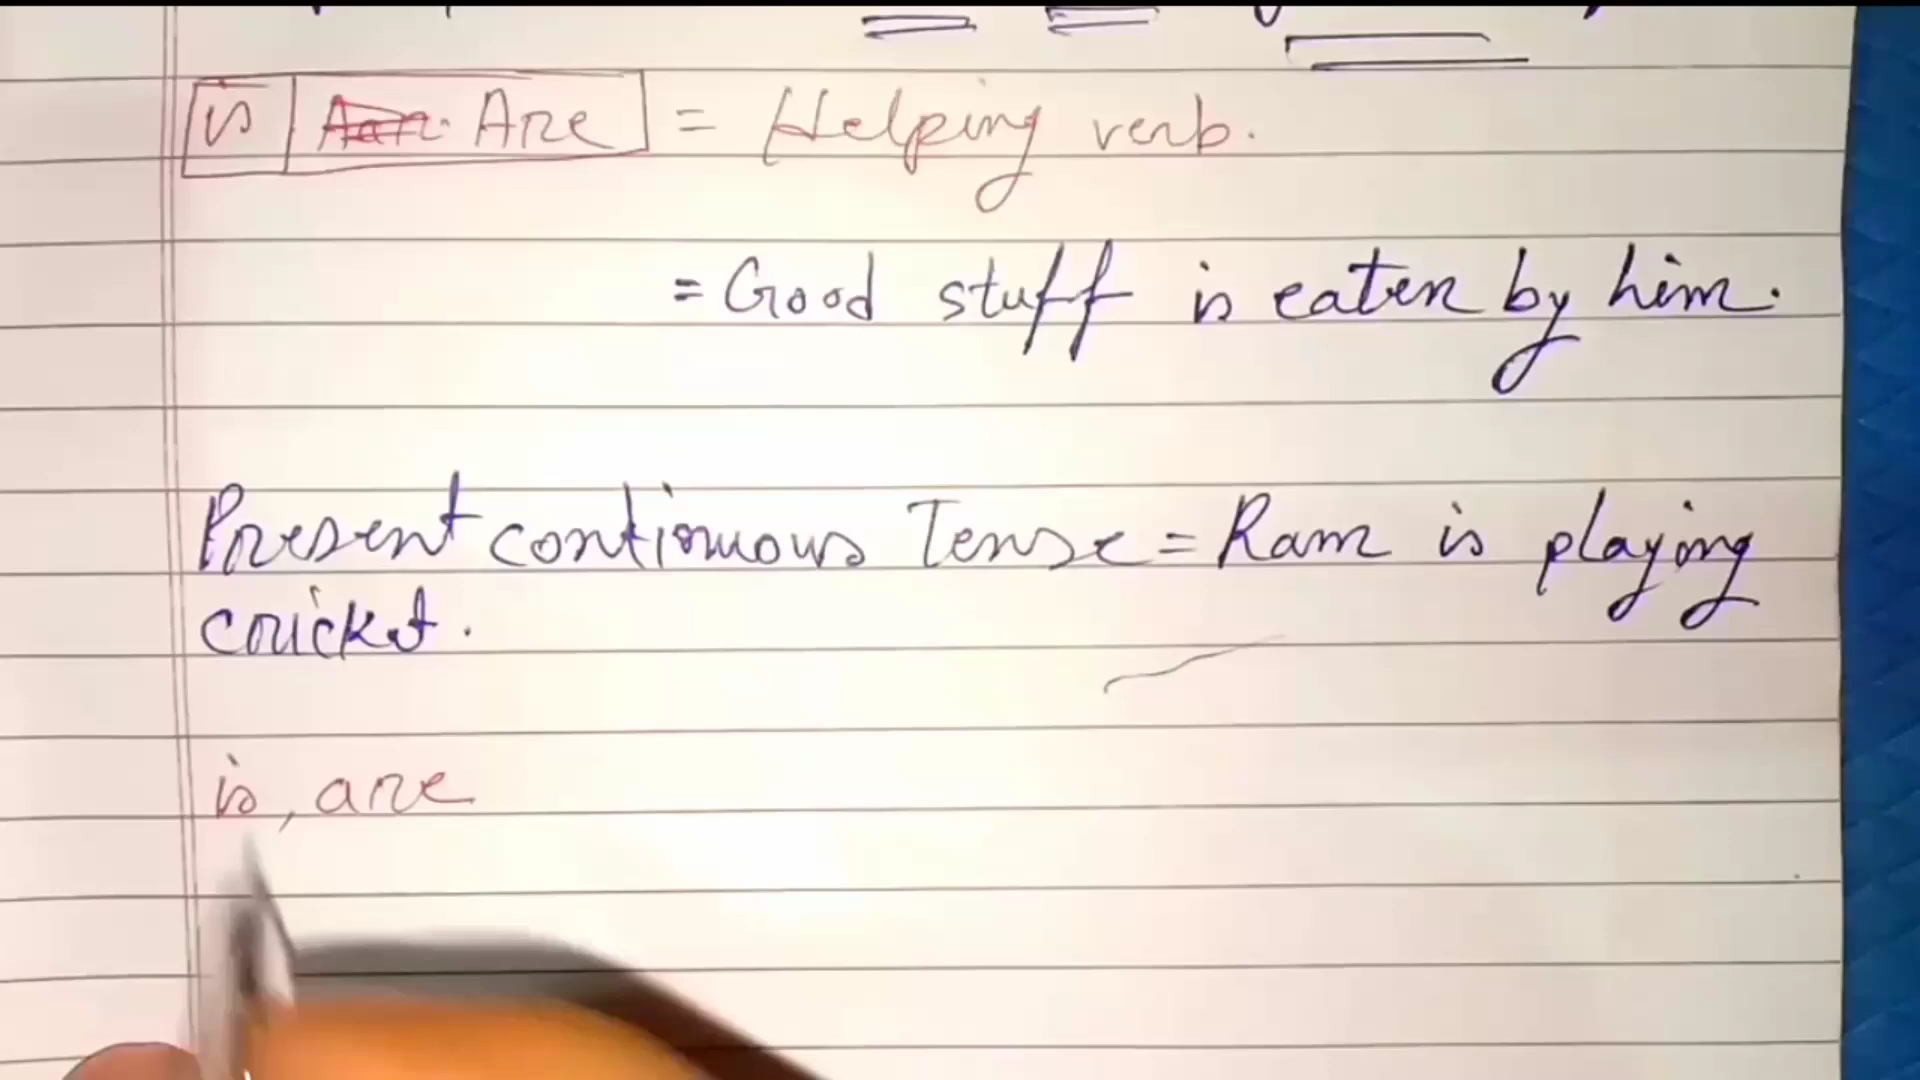 is Are = Helping verb.
= Good stuff is eaten by him.
Present continuous Tense = Ram is playing
cricket.
is, are